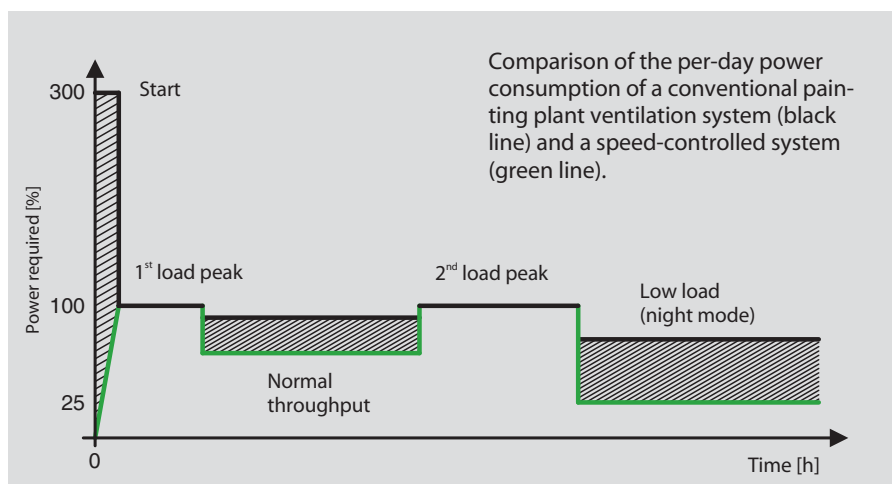 Comparison of the per-day power
consumption of a conventional pain-
ting plant ventilation system (black
line) and a speed-controlled system
(green line).
300
Start
Power required [%]
1st load peak
2nd load peak
100
Low load
(night mode)
Normal
throughput
25
0
Time [h]